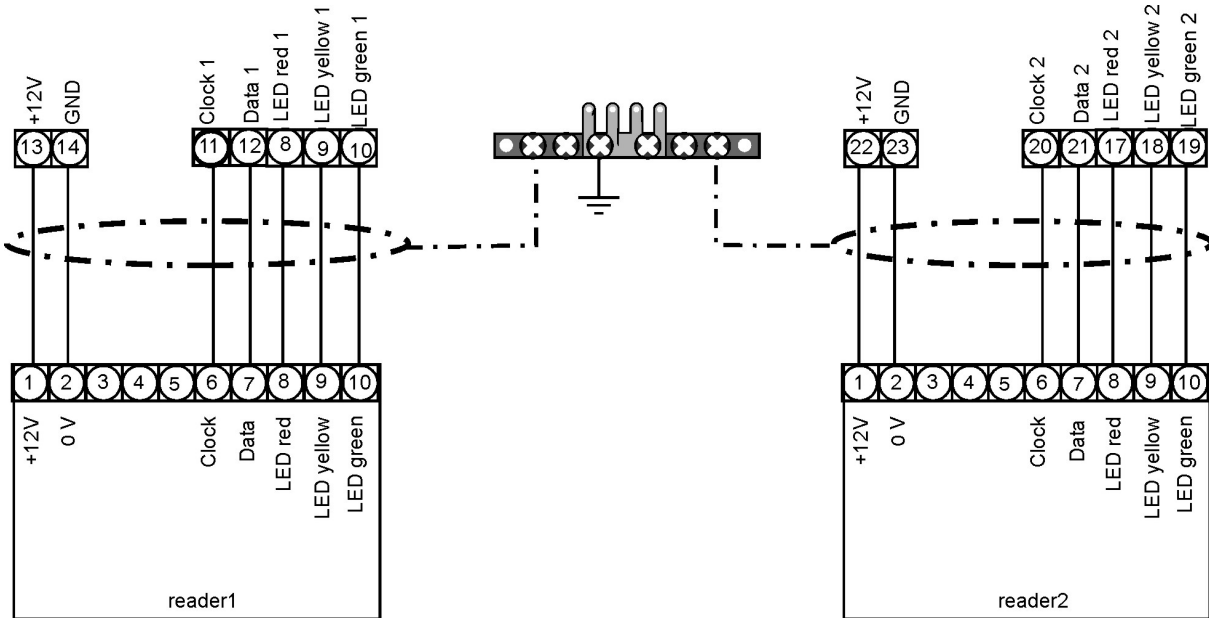 +12V
GND
Clock 1
Data 1
LED red 1
LED yellow 1
LED green 1
13
14
11
12
8
9
10
+12V
GND
Clock 2
Data 2
LED red 2
LED yellow 2
LED green 2
22
23
20
21
17
18
19
1
2
3
4
5
6
7
8
9
10
+12V
0 V
Clock
Data
LED red
LED yellow
LED green
reader1
1
2
3
4
5
6
7
8
9
10
+12V
0 V
Clock
Data
LED red
LED yellow
LED green
reader2